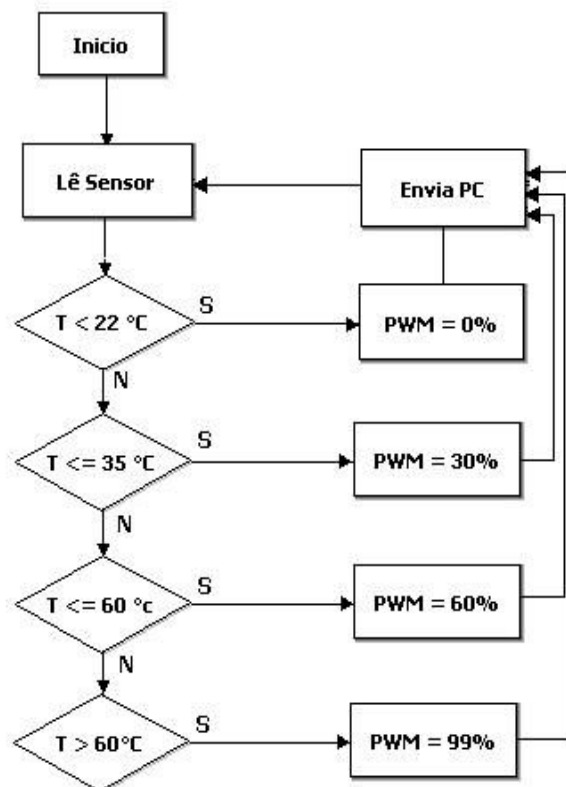 Inicio
Lê Sensor
Envia PC
T < 22 °C
S
PWM = 0%
N
T <= 35 °C
S
PWM = 30%
N
T <= 60 °c
S
PWM = 60%
N
T > 60°C
S
PWM = 99%